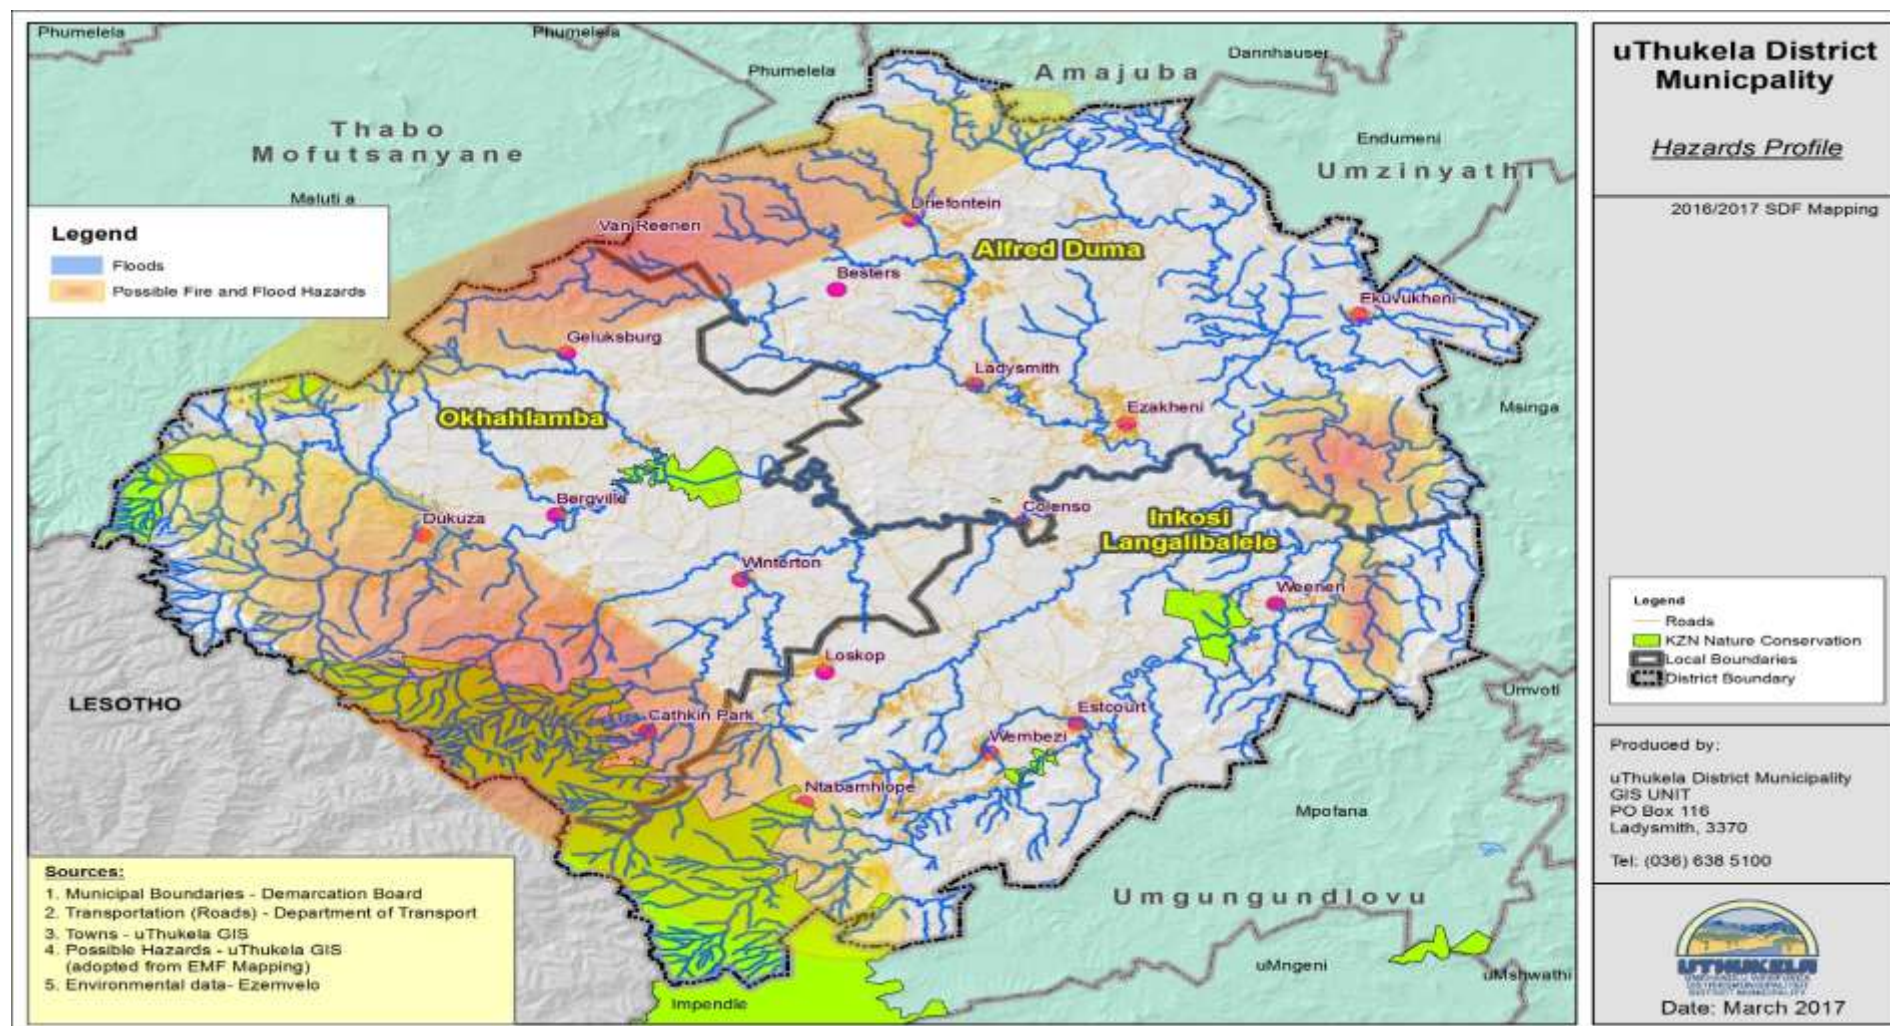 Phumelela
Phumelela
Phumelela
Dannhauser
Amajuba
Thabo
Mofutsanyane
Endumeni
Umzinyathi
Maluti a
Legend
Floods
Possible Fire and Flood Hazards
Van Reenen
Driefontein
Alfred Duma
Besters
Ekuvukheni
Geluksburg
Ladysmith
Okhahlamba
Ezakheni
Msinga
Bergville
Dukuza
Colenso
Inkosi
Langalibalele
Winterton
Weenen
Loskop
LESOTHO
Umvoti
Cathkin Park
Estcourt
Wembezi
Ntabamhlope
Mpofana
Umgungundlovu
uMngeni
uMshwathi
Impendle
Sources:
1. Municipal Boundaries - Demarcation Board
2. Transportation (Roads) - Department of Transport
3. Towns - uThukela GIS
4. Possible Hazards - uThukela GIS
(adopted from EMF Mapping)
5. Environmental data- Ezemvelo
uThukela District
Municpality
Hazards Profile
2016/2017 SDF Mapping
Legend
Roads
KZN Nature Conservation
Local Boundaries
District Boundary
Produced by:
uThukela District Municipality
GIS UNIT
PO Box 116
Ladysmith, 3370
Tel: (036) 638 5100
UTHUKELA
Date: March 2017